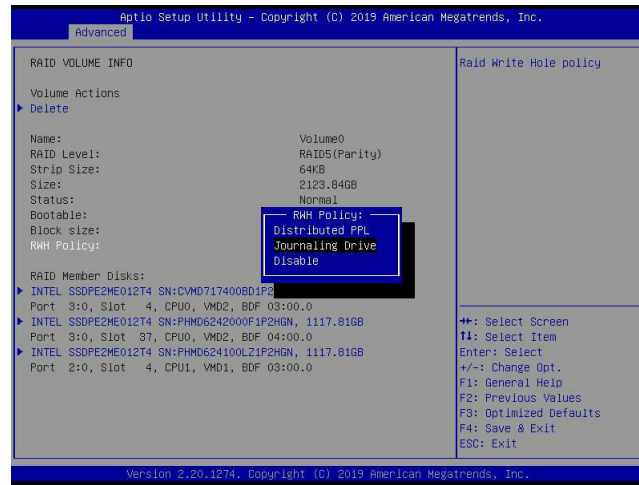 Aptio Setup Utility – Copyright (C) 2019 American Megatrends, Inc.
Advanced
RAID VOLUME INFO
Volume Actions
Delete
Name: Volume0
RAID Level: RAID5(Parity)
Strip Size: 64KB
Size: 2123.84GB
Status: Normal
Bootable:
Block size:
RWH Policy:
RWH Policy:
Distributed PPL
Journaling Drive
Disable
RAID Member Disks:
INTEL SSDPE2ME012T4 SN:CVMD717400BD1P2
Port 3:0, Slot 4, CPU0, VMD2, BDF 03:00.0
INTEL SSDPE2ME012T4 SN:PHMD6242000F1P2HGN, 1117.81GB
Port 3:0, Slot 37, CPU0, VMD2, BDF 04:00.0
INTEL SSDPE2ME012T4 SN:PHMD624100LZ1P2HGN, 1117.81GB
Port 2:0, Slot 4, CPU1, VMD1, BDF 03:00.0
Raid Write Hole policy
→←: Select Screen
↑↓: Select Item
Enter: Select
+/-: Change Opt.
F1: General Help
F2: Previous Values
F3: Optimized Defaults
F4: Save & Exit
ESC: Exit
Version 2.20.1274. Copyright (C) 2019 American Megatrends, Inc.